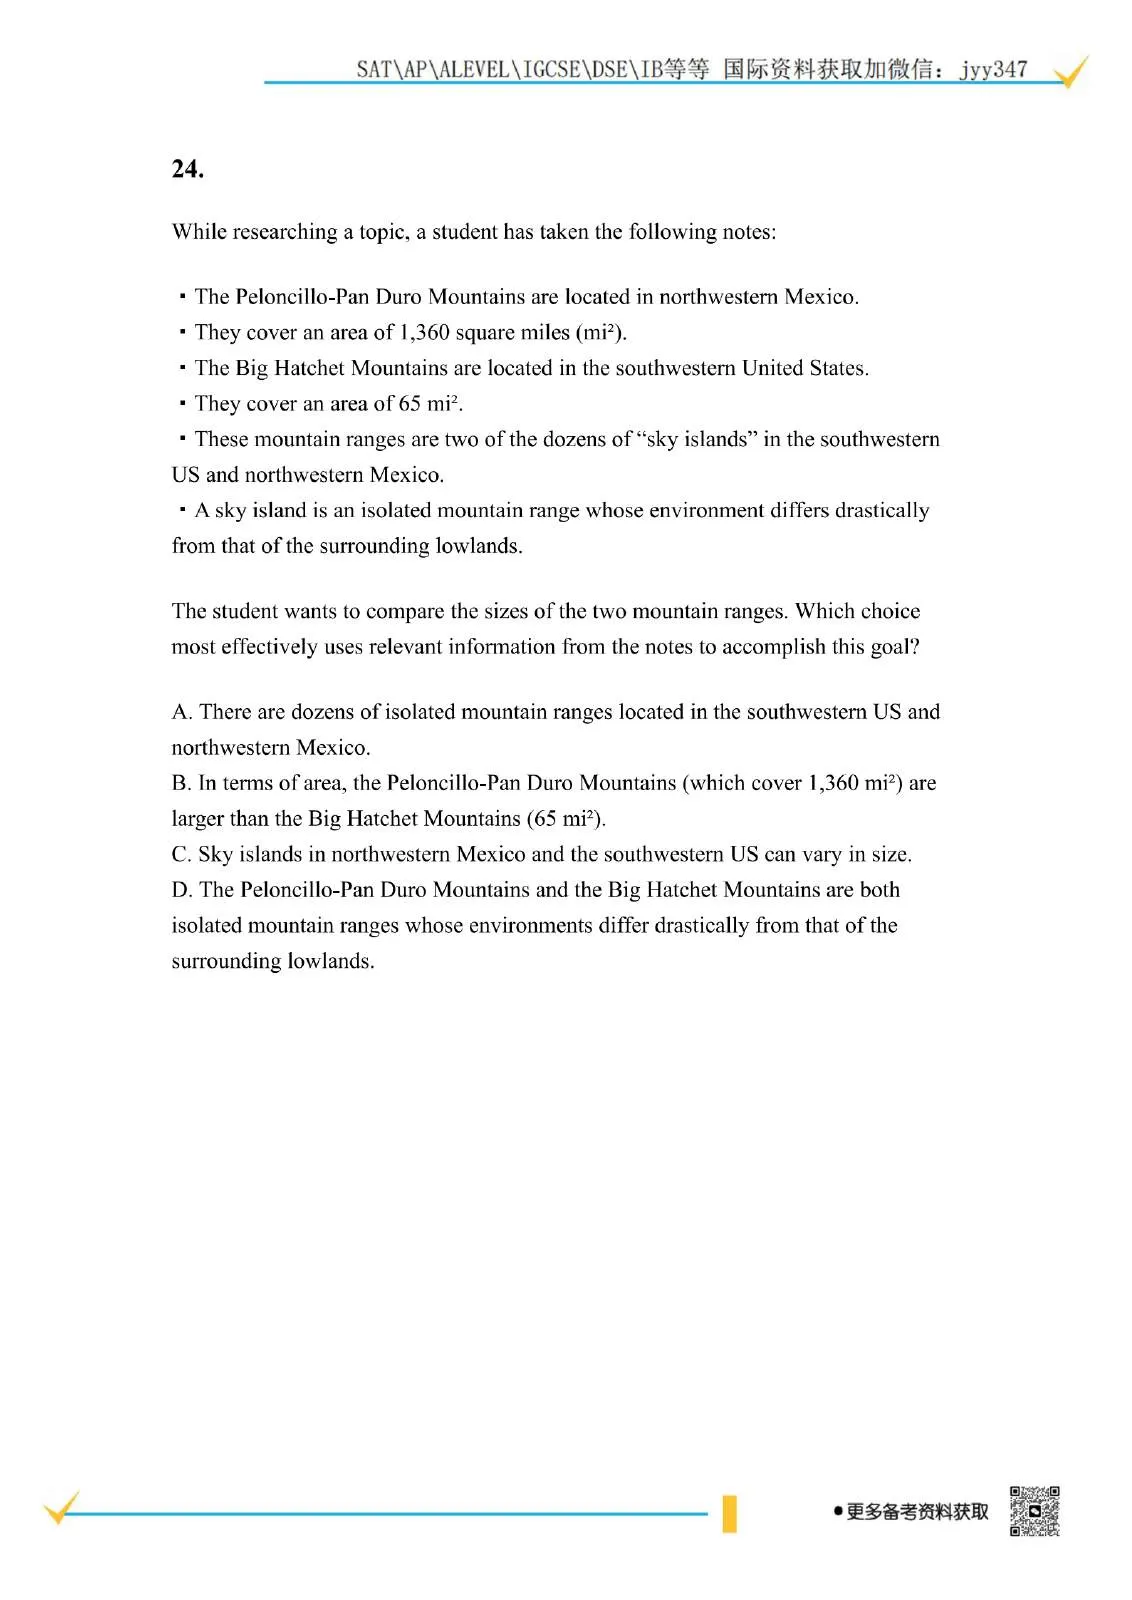 SAT\AP\ALEVEL\IGCSE\DSE\IB等等 国际资料获取加微信：jyy347
24.
While researching a topic, a student has taken the following notes:
▪ The Peloncillo-Pan Duro Mountains are located in northwestern Mexico.
▪ They cover an area of 1,360 square miles (mi²).
▪ The Big Hatchet Mountains are located in the southwestern United States.
▪ They cover an area of 65 mi².
▪ These mountain ranges are two of the dozens of “sky islands” in the southwestern
US and northwestern Mexico.
▪ A sky island is an isolated mountain range whose environment differs drastically
from that of the surrounding lowlands.
The student wants to compare the sizes of the two mountain ranges. Which choice
most effectively uses relevant information from the notes to accomplish this goal?
A. There are dozens of isolated mountain ranges located in the southwestern US and
northwestern Mexico.
B. In terms of area, the Peloncillo-Pan Duro Mountains (which cover 1,360 mi²) are
larger than the Big Hatchet Mountains (65 mi²).
C. Sky islands in northwestern Mexico and the southwestern US can vary in size.
D. The Peloncillo-Pan Duro Mountains and the Big Hatchet Mountains are both
isolated mountain ranges whose environments differ drastically from that of the
surrounding lowlands.
●更多备考资料获取